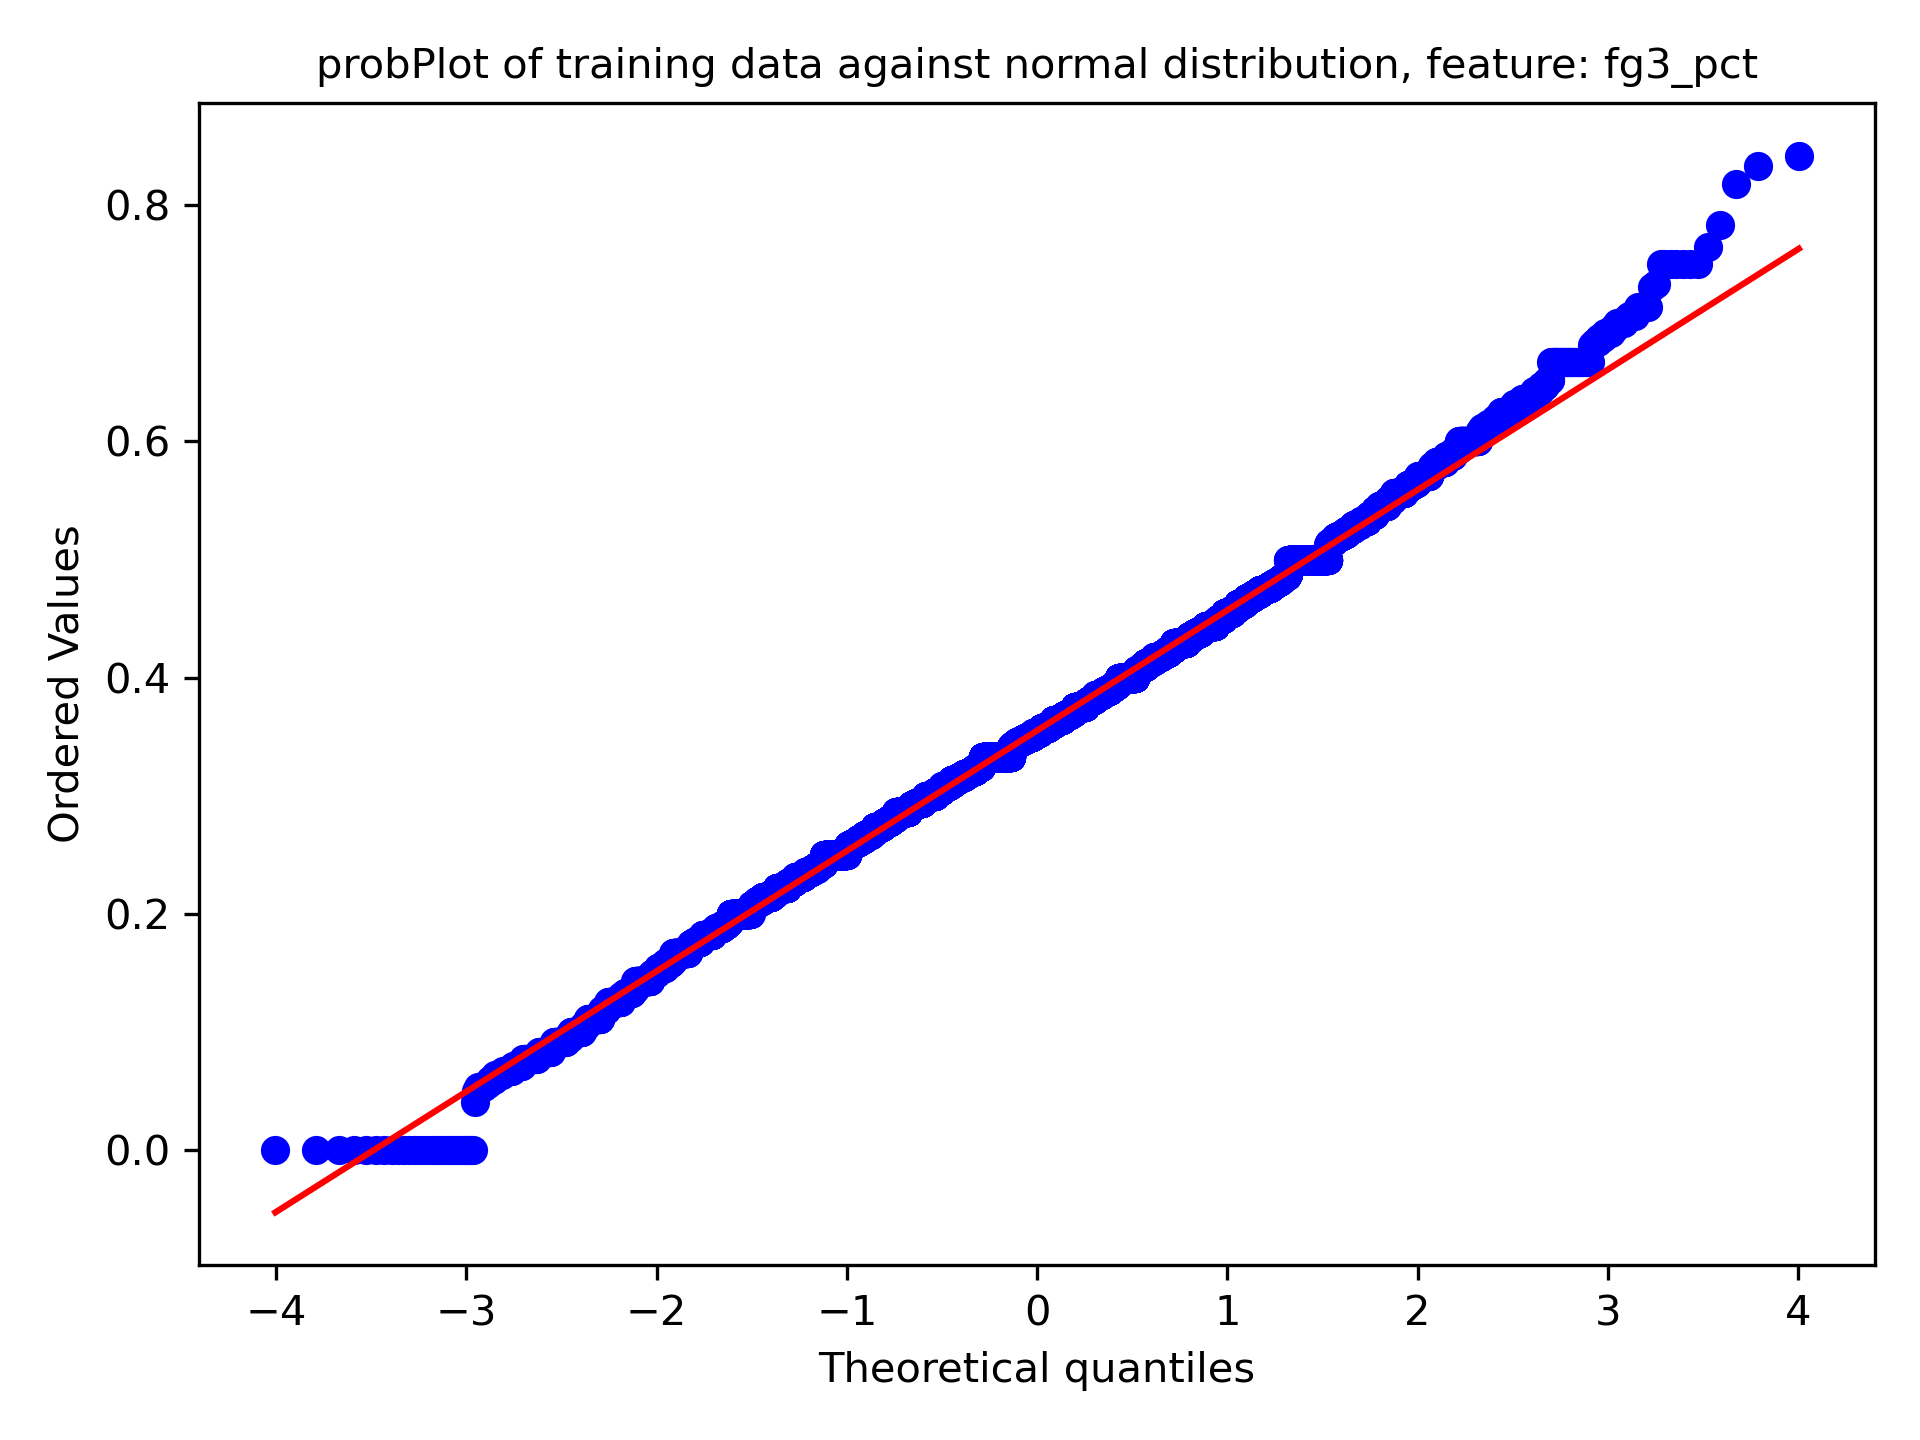 probPlot of training data against normal distribution, feature: fg3_pct
0.8
0.6
0.4
0.2
0.0
Ordered Values
−4 −3 −2 −1 0 1 2 3 4
Theoretical quantiles